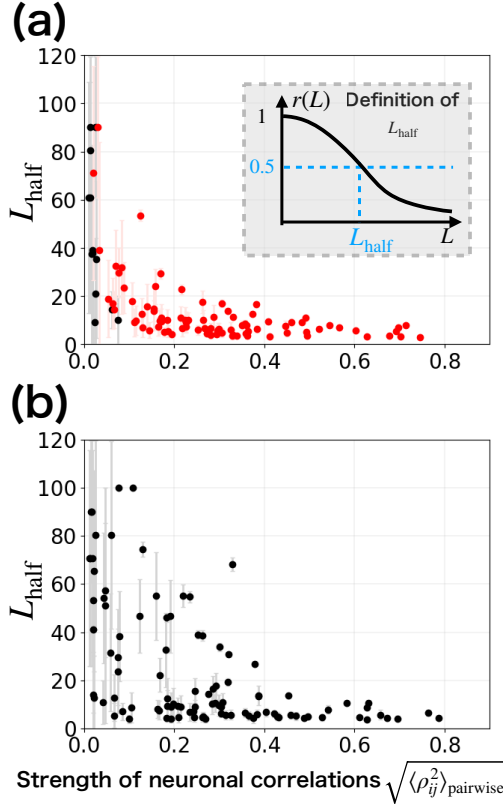 (a)
120
100
80
60
40
20
0
L_half
0.0 0.2 0.4 0.6 0.8
r(L) Definition of
L_half
1
0.5
L_half L
(b)
120
100
80
60
40
20
0
L_half
0.0 0.2 0.4 0.6 0.8
Strength of neuronal correlations √⟨ρ²_ij⟩_pairwise